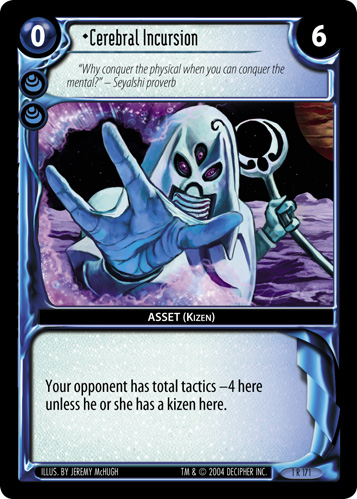 0 •Cerebral Incursion 6
"Why conquer the physical when you can conquer the
mental?" – Seyalshi proverb
ASSET (Kizen)
Your opponent has total tactics –4 here
unless he or she has a kizen here.
ILLUS. BY JEREMY McHUGH TM & © 2004 DECIPHER INC. 1 R 171